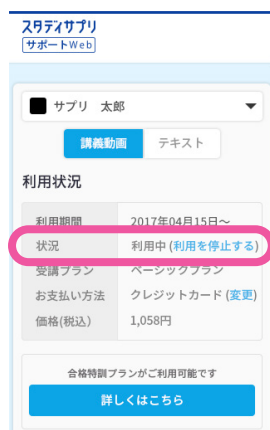 スタディサプリ
サポートWeb
サプリ 太郎
講義動画 テキスト
利用状況
利用期間 2017年04月15日～
状況 利用中 (利用を停止する)
受講プラン ベーシックプラン
お支払い方法 クレジットカード (変更)
価格(税込) 1,058円
合格特訓プランがご利用可能です
詳しくはこちら